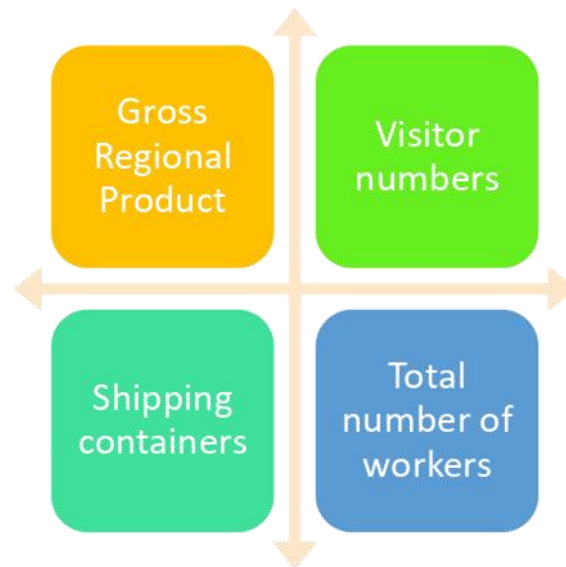 Gross
Regional
Product
Visitor
numbers
Shipping
containers
Total
number of
workers